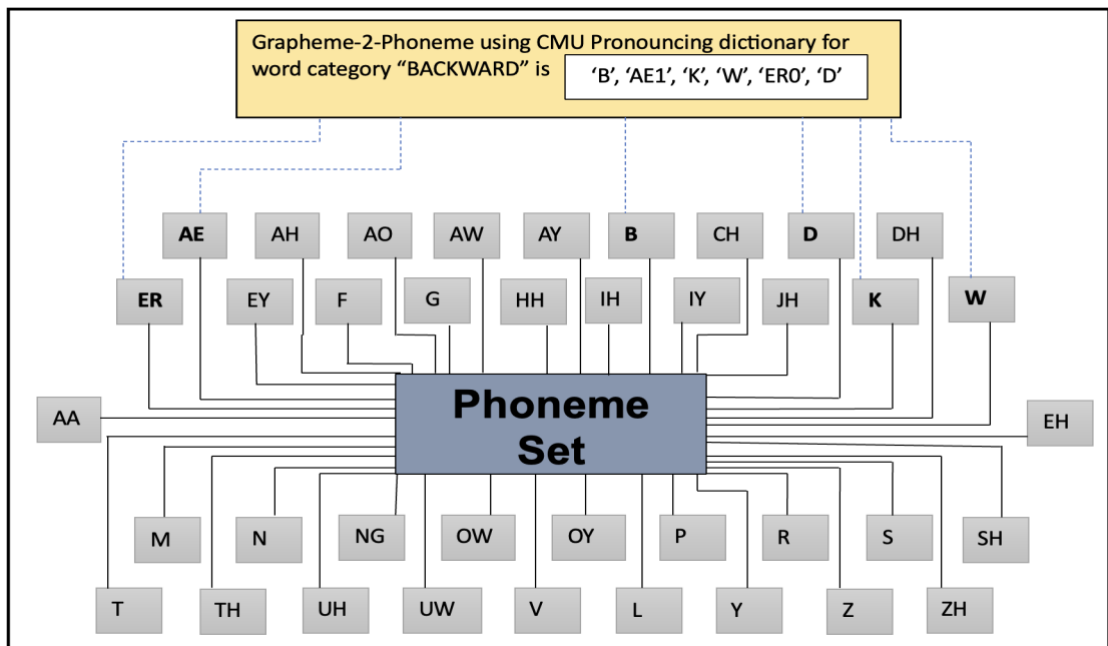 Grapheme-2-Phoneme using CMU Pronouncing dictionary for
word category “BACKWARD” is ‘B’, ‘AE1’, ‘K’, ‘W’, ‘ER0’, ‘D’
AE AH AO AW AY B CH D DH
ER EY F G HH IH IY JH K W
Phoneme
Set
AA EH
M N NG OW OY P R S SH
T TH UH UW V L Y Z ZH